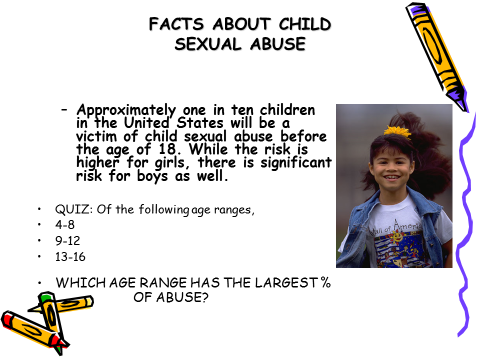 FACTS ABOUT CHILD
SEXUAL ABUSE
– Approximately one in ten children
in the United States will be a
victim of child sexual abuse before
the age of 18. While the risk is
higher for girls, there is significant
risk for boys as well.
• QUIZ: Of the following age ranges,
• 4-8
• 9-12
• 13-16
• WHICH AGE RANGE HAS THE LARGEST %
OF ABUSE?